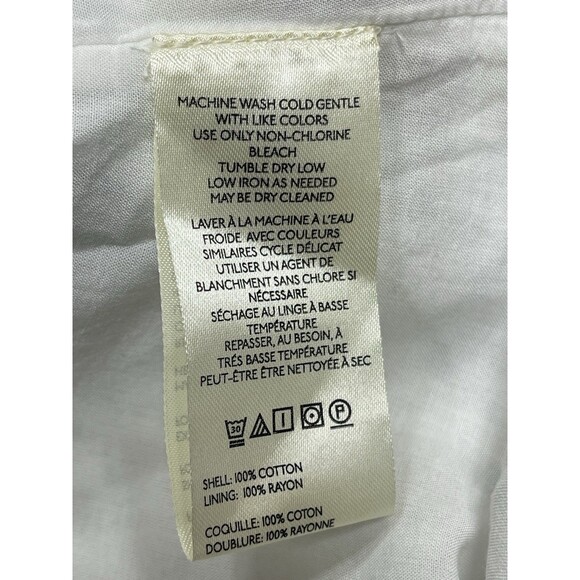 MACHINE WASH COLD GENTLE
WITH LIKE COLORS
USE ONLY NON-CHLORINE
BLEACH
TUMBLE DRY LOW
LOW IRON AS NEEDED
MAY BE DRY CLEANED
LAVER À LA MACHINE À L'EAU
FROIDE AVEC COULEURS
SIMILAIRES CYCLE DÉLICAT
UTILISER UN AGENT DE
BLANCHIMENT SANS CHLORE SI
NÉCESSAIRE
SÉCHAGE AU LINGE À BASSE
TEMPÉRATURE
REPASSER, AU BESOIN, À
TRÉS BASSE TEMPÉRATURE
PEUT-ÊTRE ÊTRE NETTOYÉE À SEC
30 P
SHELL: 100% COTTON
LINING: 100% RAYON
COQUILLE: 100% COTON
DOUBLURE: 100% RAYONNE